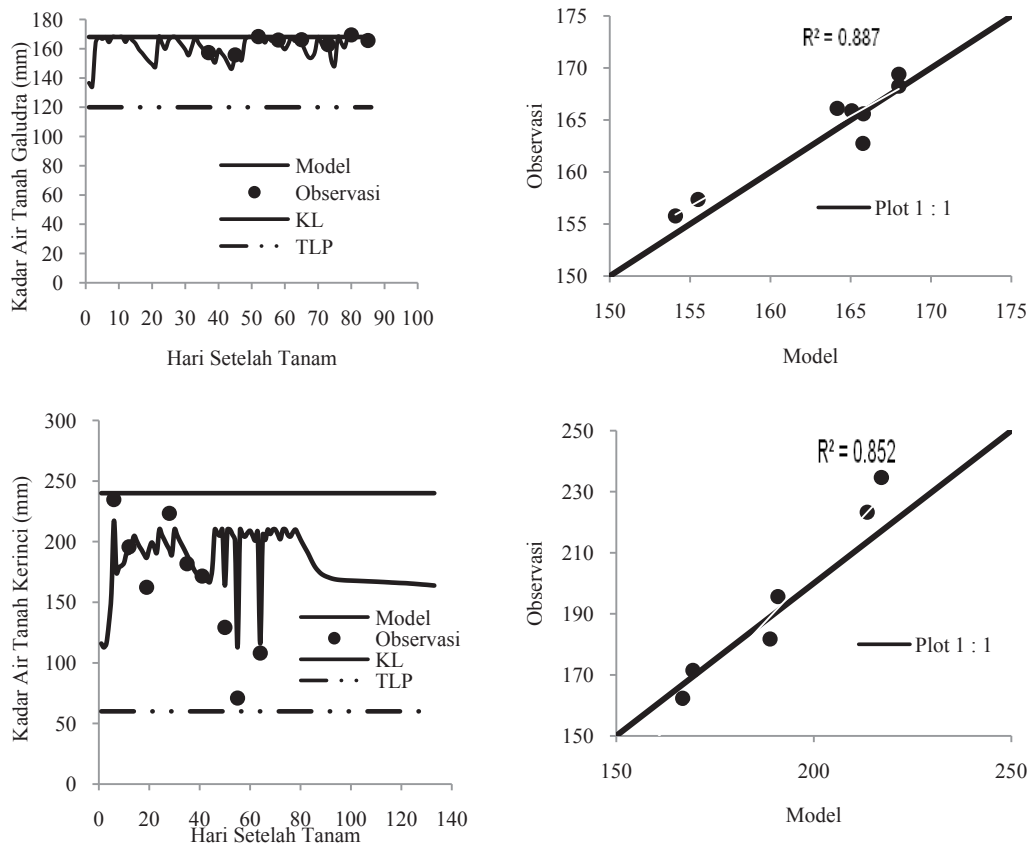 Kadar Air Tanah Galudra (mm)
180
160
140
120
100
80
60
40
20
0
Model
Observasi
KL
TLP
0 10 20 30 40 50 60 70 80 90 100
Hari Setelah Tanam
Observasi
175
170
165
160
155
150
R² = 0.887
Plot 1 : 1
150 155 160 165 170 175
Model
Kadar Air Tanah Kerinci (mm)
300
250
200
150
100
50
0
Model
Observasi
KL
TLP
0 20 40 60 80 100 120 140
Hari Setelah Tanam
Observasi
250
230
210
190
170
150
R² = 0.852
Plot 1 : 1
150 200 250
Model